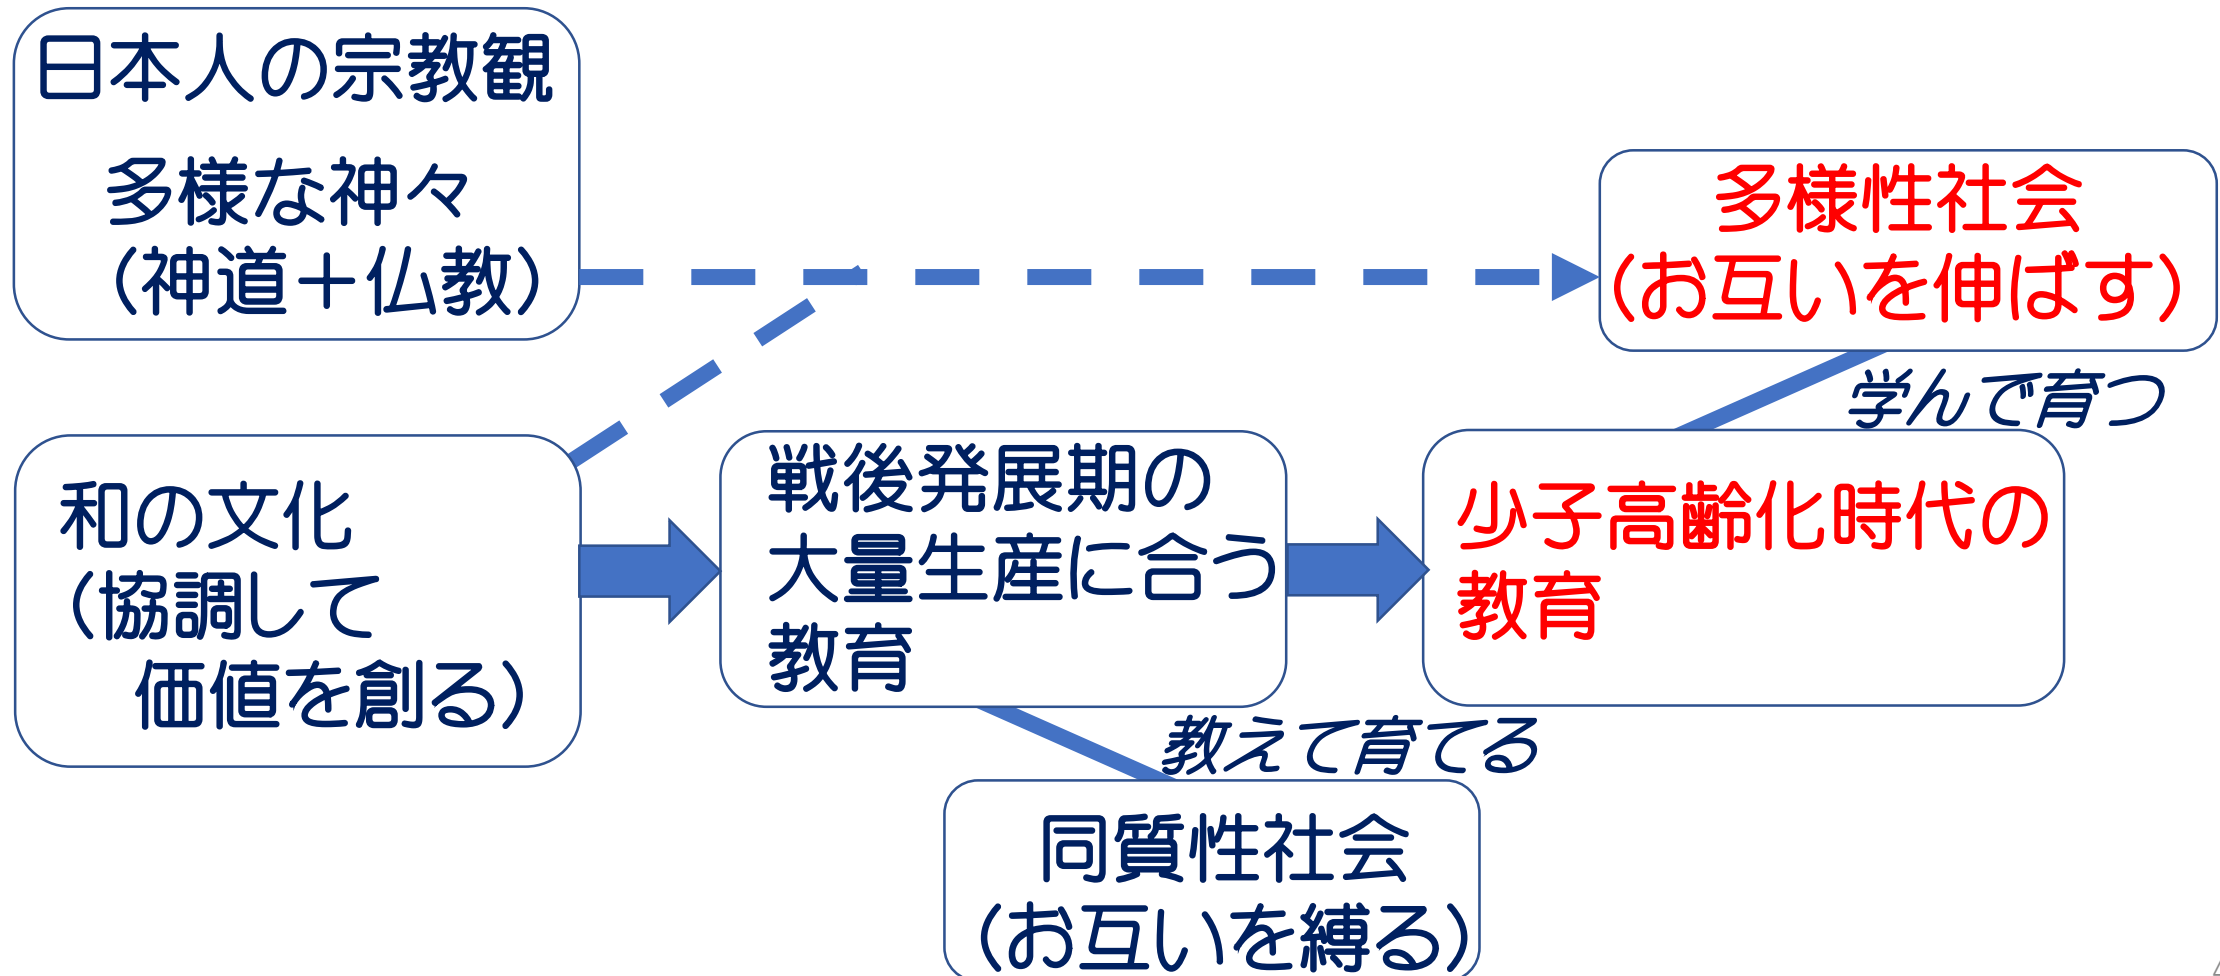 日本人の宗教観
多様な神々
（神道＋仏教）
多様性社会
（お互いを伸ばす）
学んで育つ
和の文化
（協調して
価値を創る）
戦後発展期の
大量生産に合う
教育
少子高齢化時代の
教育
教えて育てる
同質性社会
（お互いを縛る）